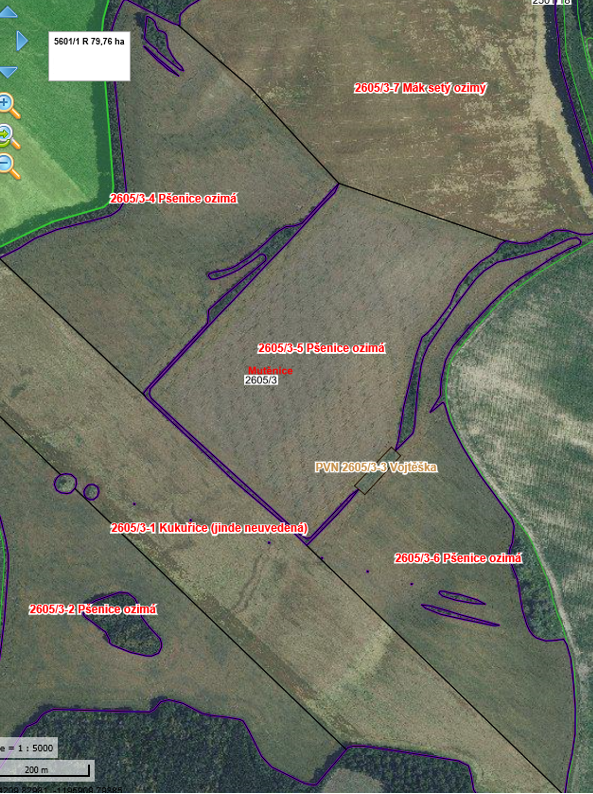 5601/1 R 79,76 ha
2605/3-7 Mák setý ozimý
2605/3-4 Pšenice ozimá
2605/3-5 Pšenice ozimá
Mutěnice
2605/3
PVN 2605/3-3 Vojtěška
2605/3-1 Kukuřice (jinde neuvedená)
2605/3-6 Pšenice ozimá
2605/3-2 Pšenice ozimá
e = 1 : 5000
200 m